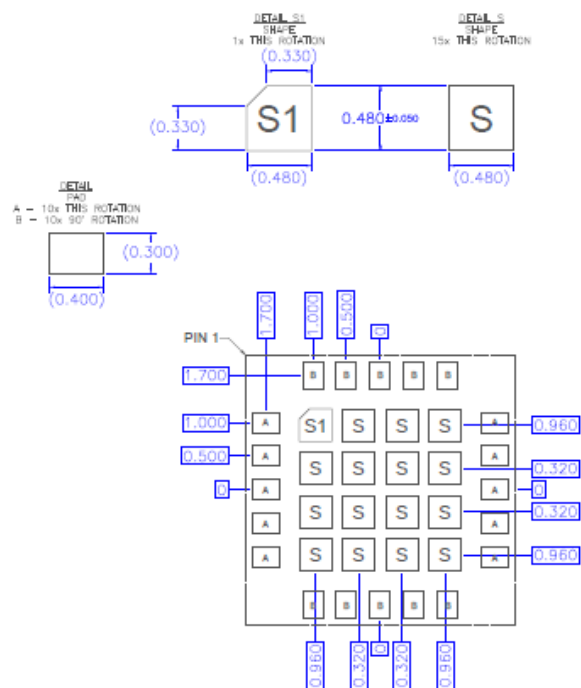 DETAIL S1
SHAPE
1x THIS ROTATION
(0.330)
DETAIL S
SHAPE
15x THIS ROTATION
(0.330)
S1
0.480±0.050
S
(0.480)
(0.480)
DETAIL
PAD
A - 10x THIS ROTATION
B - 10x 90° ROTATION
(0.300)
(0.400)
1.700
1.000
0.500
0
PIN 1
1.700
B B B B B
1.000
A S1 S S S A
0.960
0.500
A S S S S A
0.320
0
A
A
0
A S S S S A
0.320
A S S S S A
0.960
B B B B B
0
0.960
0.320
0.320
0.960